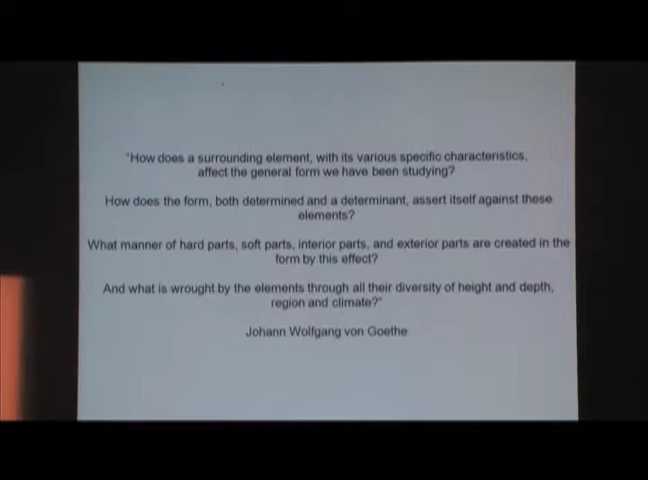 "How does a surrounding element, with its various specific characteristics,
affect the general form we have been studying?
How does the form, both determined and a determinant, assert itself against these
elements?
What manner of hard parts, soft parts, interior parts, and exterior parts are created in the
form by this effect?
And what is wrought by the elements through all their diversity of height and depth,
region and climate?"
Johann Wolfgang von Goethe